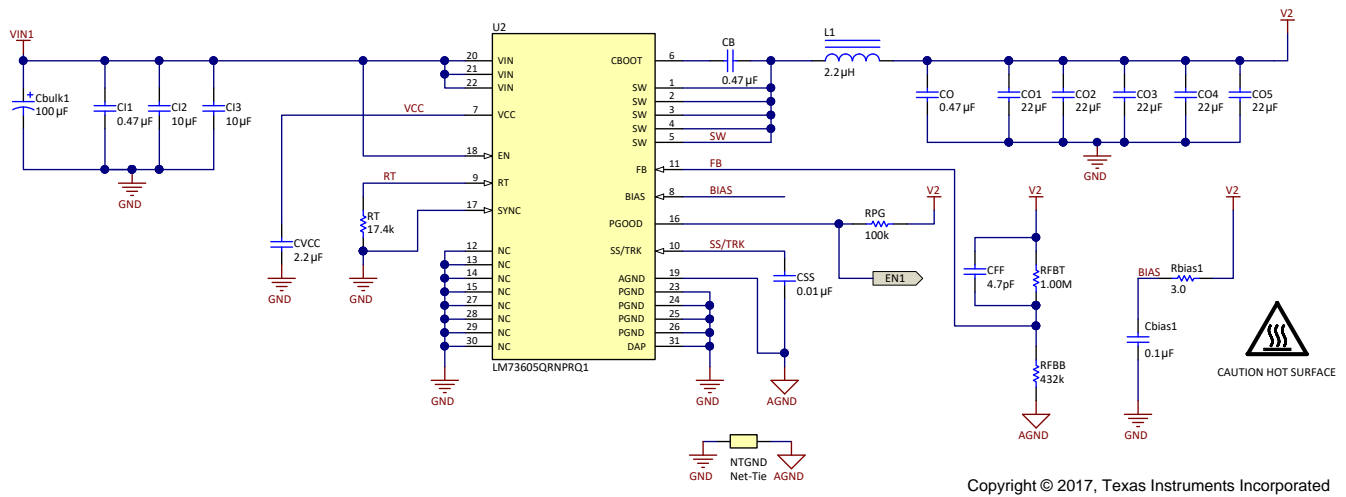 VIN1
Cbulk1
100µF
CI1
0.47µF
CI2
10µF
CI3
10µF
GND
VCC
CVCC
2.2µF
GND
RT
RT
17.4k
GND
U2
20 VIN
21 VIN
22 VIN
7 VCC
18 EN
9 RT
17 SYNC
12 NC
13 NC
14 NC
15 NC
27 NC
28 NC
29 NC
30 NC
GND
CBOOT 6
SW 1
SW 2
SW 3
SW 4
SW 5
FB 11
BIAS 8
PGOOD 16
SS/TRK 10
AGND 19
PGND 23
PGND 24
PGND 25
PGND 26
DAP 31
LM73605QRNPRQ1
GND
CB
0.47µF
SW
FB
BIAS
SS/TRK
CSS
0.01µF
AGND
L1
2.2µH
V2
CO
0.47µF
CO1
22µF
CO2
22µF
CO3
22µF
CO4
22µF
CO5
22µF
GND
V2
RPG
100k
EN1
V2
CFF
4.7pF
RFBT
1.00M
RFBB
432k
AGND
V2
BIAS
Rbias1
3.0
Cbias1
0.1µF
GND
CAUTION HOT SURFACE
GND
NTGND
Net-Tie
AGND
Copyright © 2017, Texas Instruments Incorporated